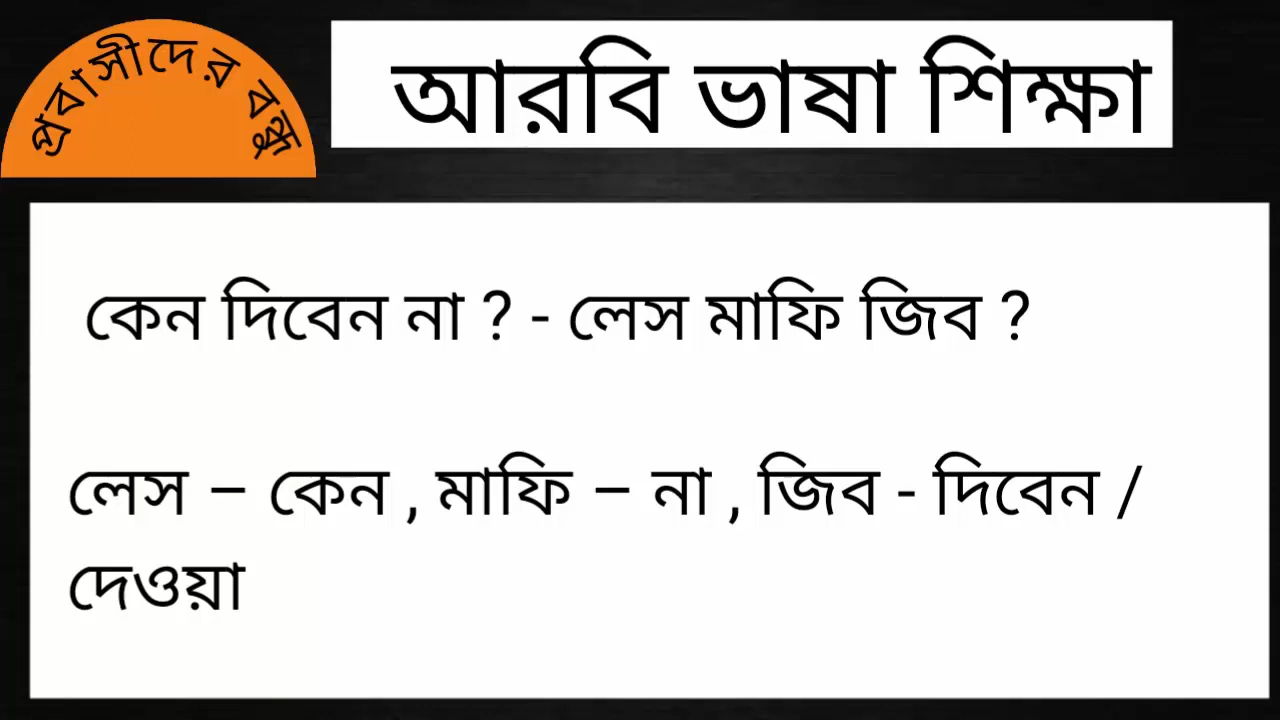 প্রবাসীদের বন্ধু
আরবি ভাষা শিক্ষা
কেন দিবেন না ? - লেস মাফি জিব ?
লেস – কেন , মাফি – না , জিব - দিবেন /
দেওয়া